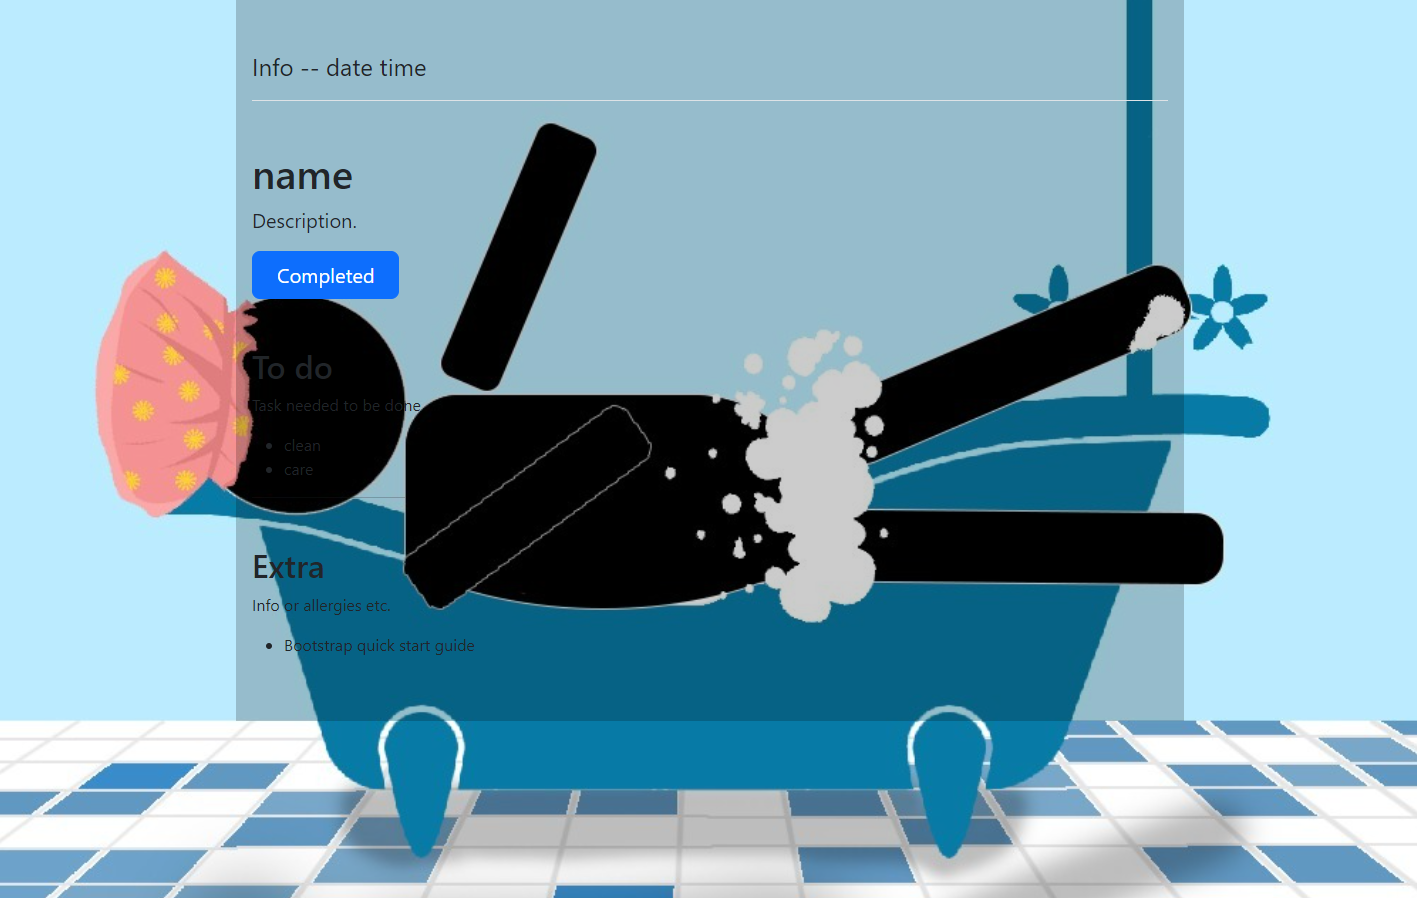 Info -- date time
name
Description.
Completed
To do
Task needed to be done
clean
care
Extra
Info or allergies etc.
Bootstrap quick start guide